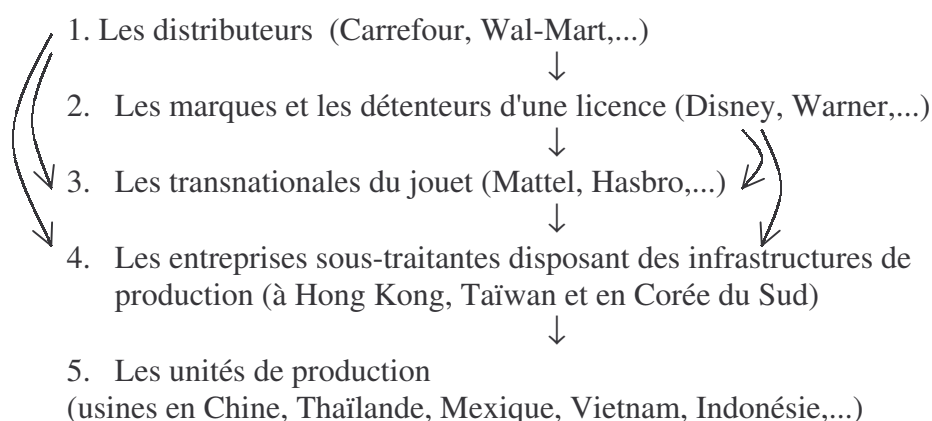 1. Les distributeurs (Carrefour, Wal-Mart,...)
2. Les marques et les détenteurs d'une licence (Disney, Warner,...)
3. Les transnationales du jouet (Mattel, Hasbro,...)
4. Les entreprises sous-traitantes disposant des infrastructures de
production (à Hong Kong, Taïwan et en Corée du Sud)
5. Les unités de production
(usines en Chine, Thaïlande, Mexique, Vietnam, Indonésie,...)